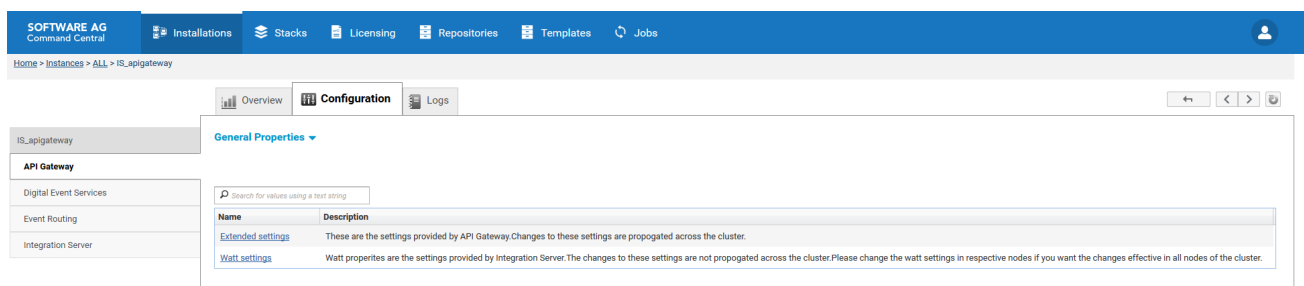 SOFTWARE AG
Command Central
Installations
Stacks
Licensing
Repositories
Templates
Jobs
Home > Instances > ALL > IS_apigateway
Overview
Configuration
Logs
IS_apigateway
General Properties
API Gateway
Digital Event Services
Search for values using a text string
Event Routing
Name Description
Integration Server
Extended settings These are the settings provided by API Gateway.Changes to these settings are propogated across the cluster.
Watt settings Watt properites are the settings provided by Integration Server.The changes to these settings are not propogated across the cluster.Please change the watt settings in respective nodes if you want the changes effective in all nodes of the cluster.